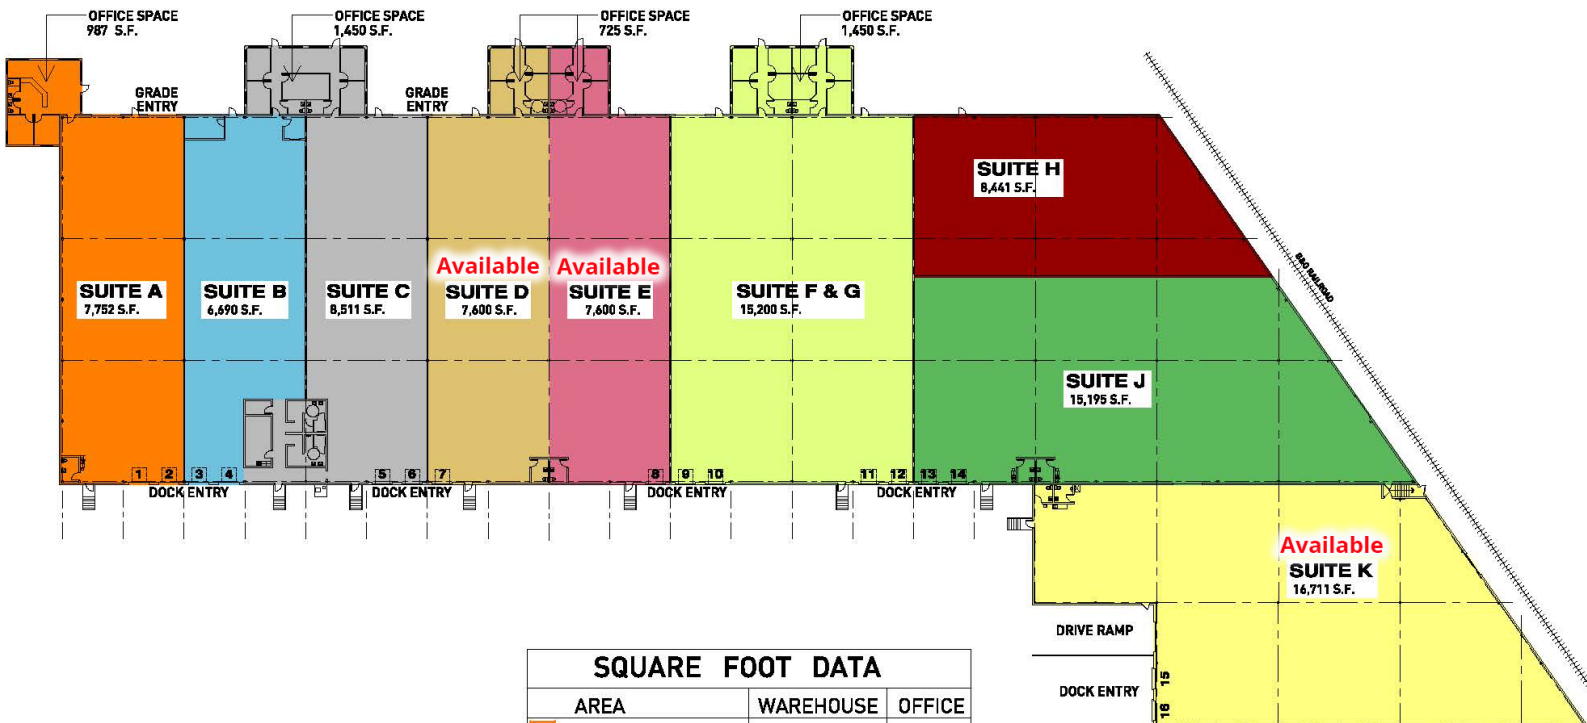 OFFICE SPACE
987 S.F.
OFFICE SPACE
1,450 S.F.
OFFICE SPACE
725 S.F.
OFFICE SPACE
1,450 S.F.
GRADE
ENTRY
GRADE
ENTRY
SUITE H
8,441 S.F.
B&O RAILROAD
Available
Available
SUITE A
7,752 S.F.
SUITE B
6,690 S.F.
SUITE C
8,511 S.F.
SUITE D
7,600 S.F.
SUITE E
7,600 S.F.
SUITE F & G
15,200 S.F.
SUITE J
15,195 S.F.
1 2 3 4 5 6 7 8 9 10 11 12 13 14
DOCK ENTRY
DOCK ENTRY
DOCK ENTRY
DOCK ENTRY
Available
SUITE K
16,711 S.F.
DRIVE RAMP
DOCK ENTRY
15
16
SQUARE FOOT DATA
AREA WAREHOUSE OFFICE